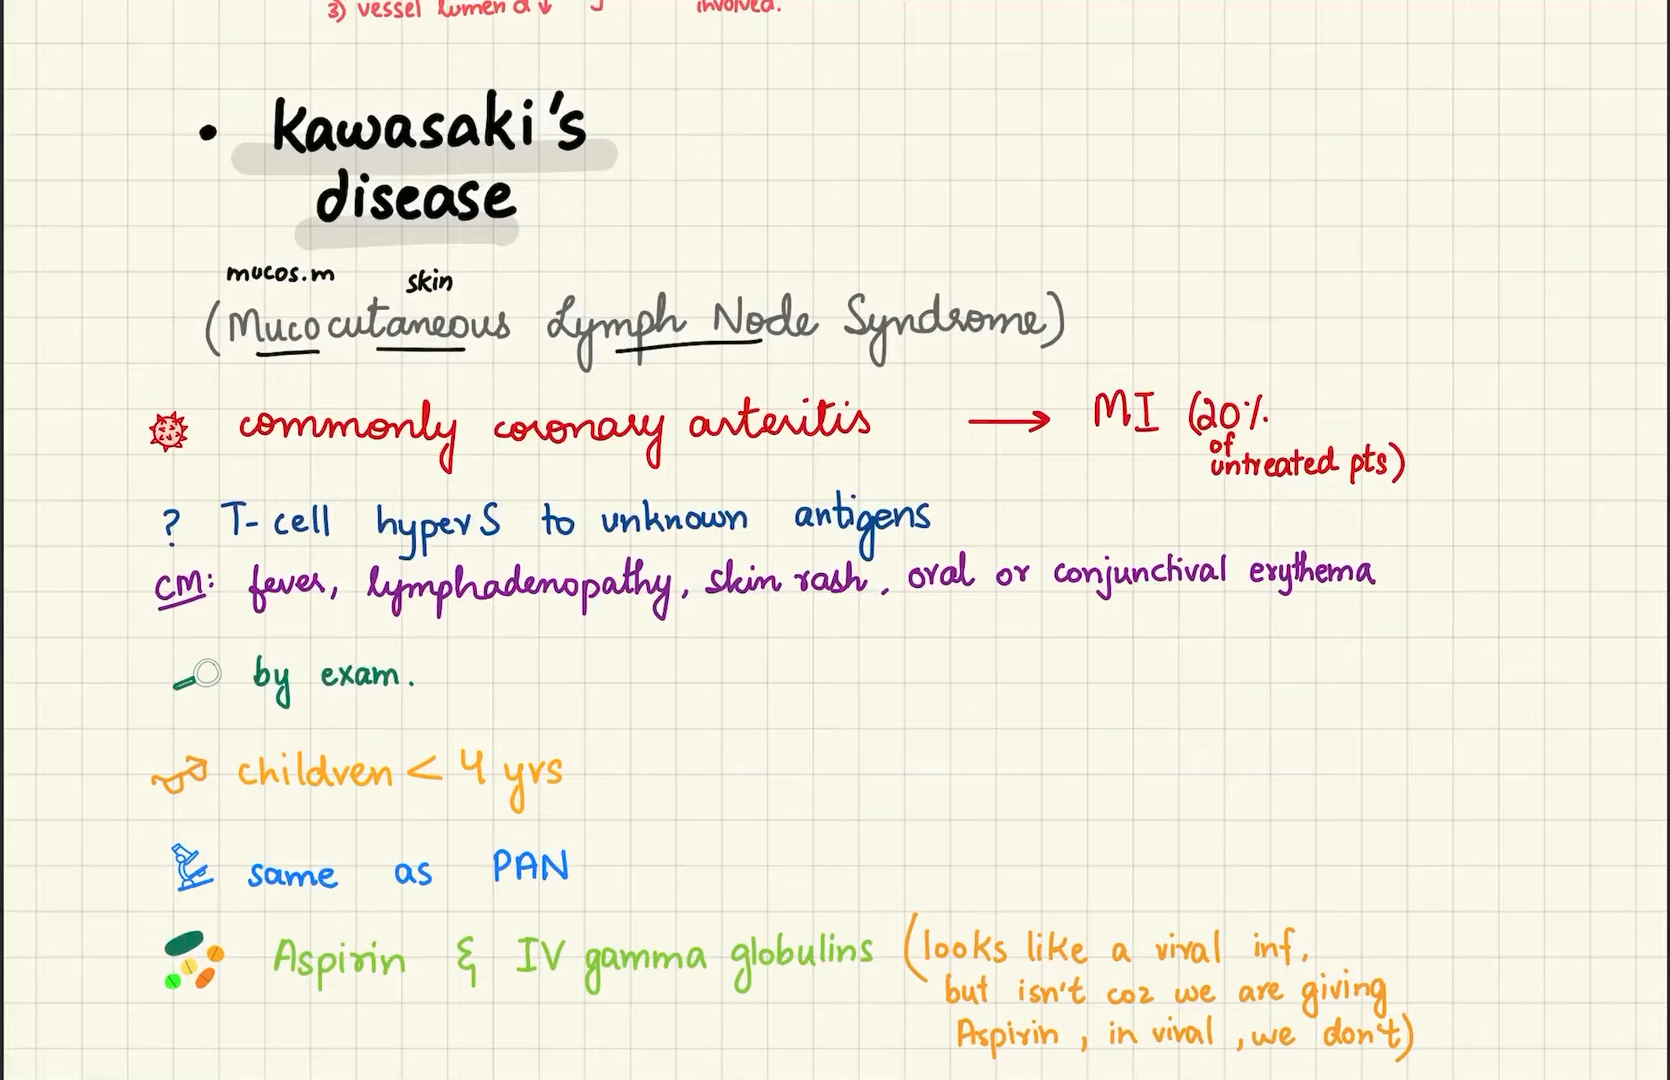 3) vessel lumen d ↓ involved.
• Kawasaki's
disease
mucos.m skin
(Mucocutaneous Lymph Node Syndrome)
commonly coronary arteritis → MI (20%
of
untreated pts)
? T-cell hyperS to unknown antigens
CM: fever, lymphadenopathy, skin rash, oral or conjunctival erythema
by exam.
children < 4 yrs
same as PAN
Aspirin & IV gamma globulins (looks like a viral inf,
but isn't coz we are giving
Aspirin, in viral, we don't)